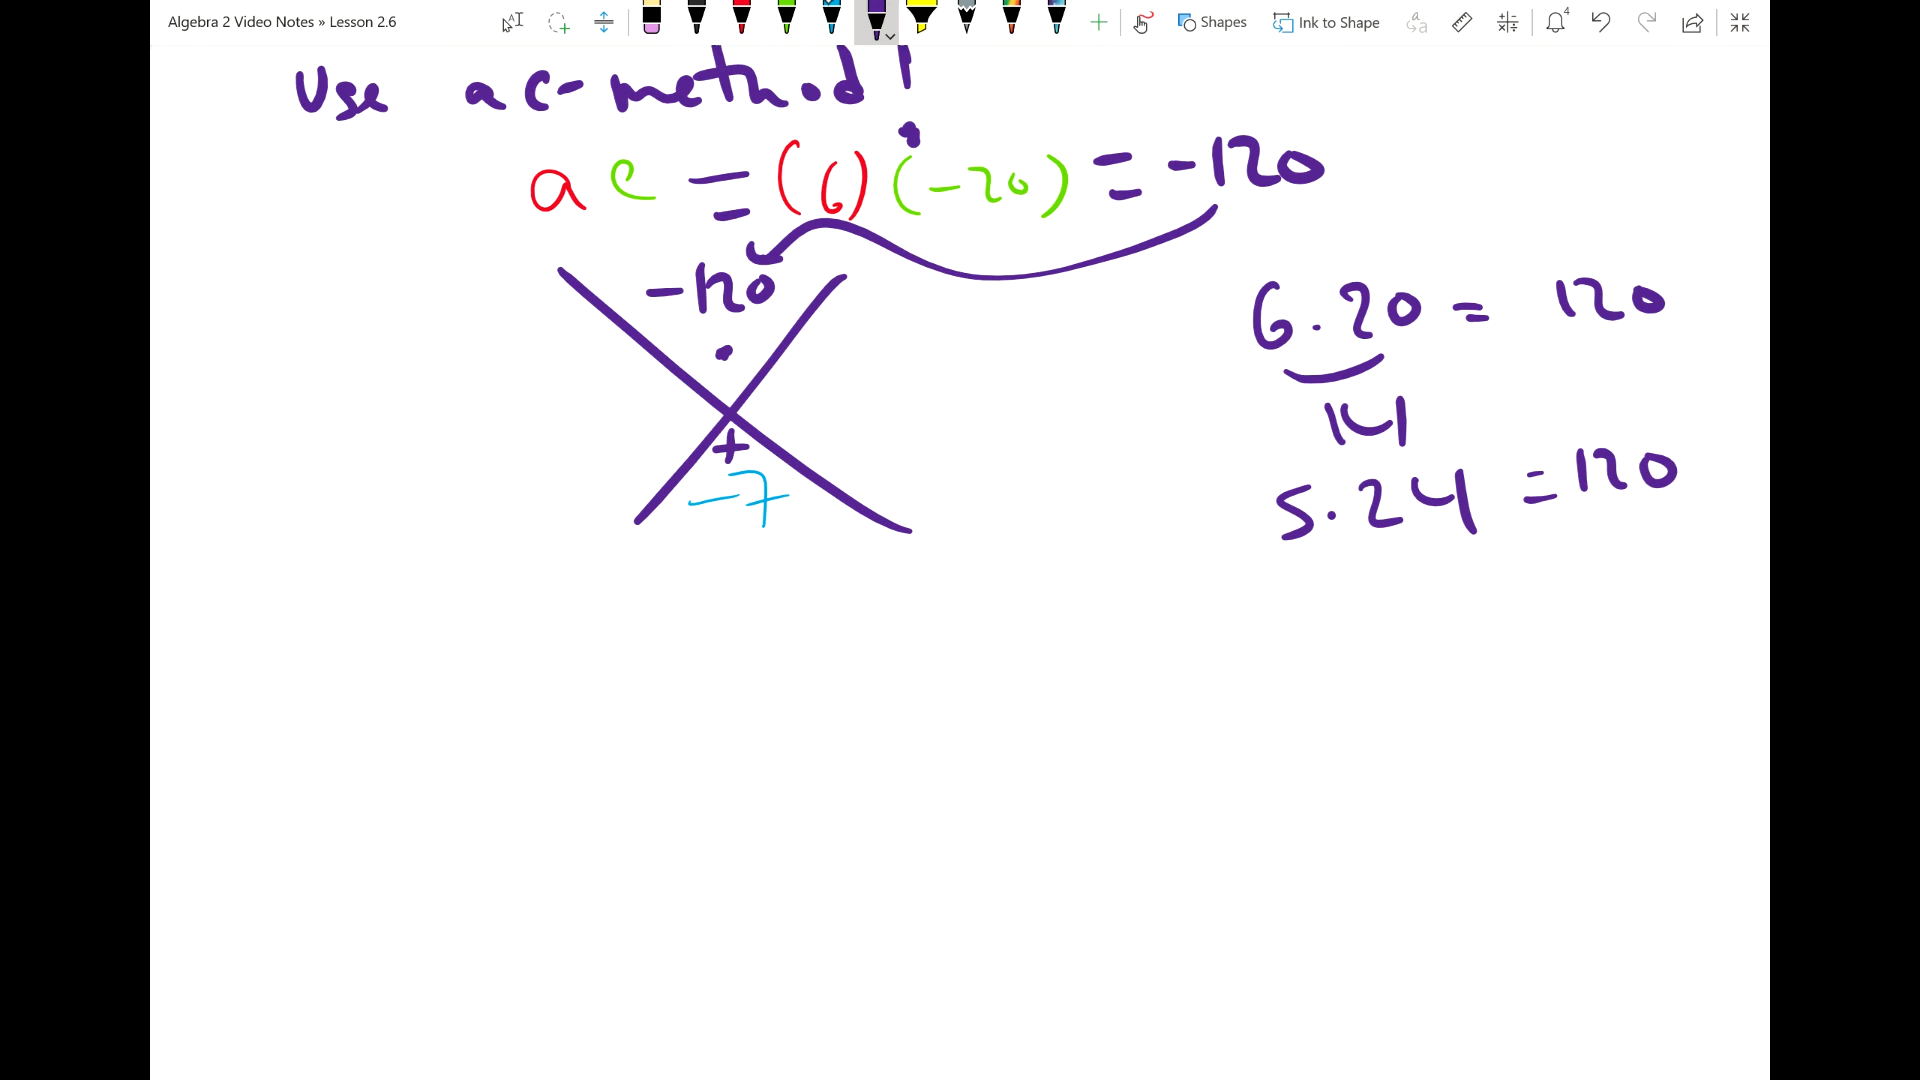 Algebra 2 Video Notes » Lesson 2.6 Shapes Ink to Shape 4
Use ac-method!
ac = (6)(-20) = -120
-120
6 · 20 = 120
·
14
+
-7
5 · 24 = 120